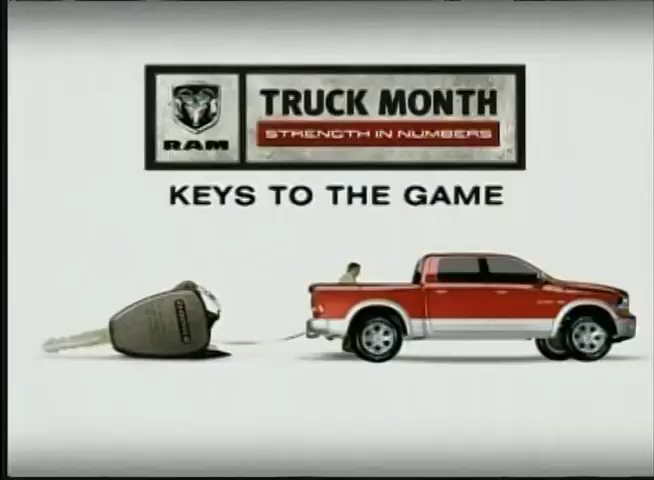 TRUCK MONTH
STRENGTH IN NUMBERS
RAM
KEYS TO THE GAME